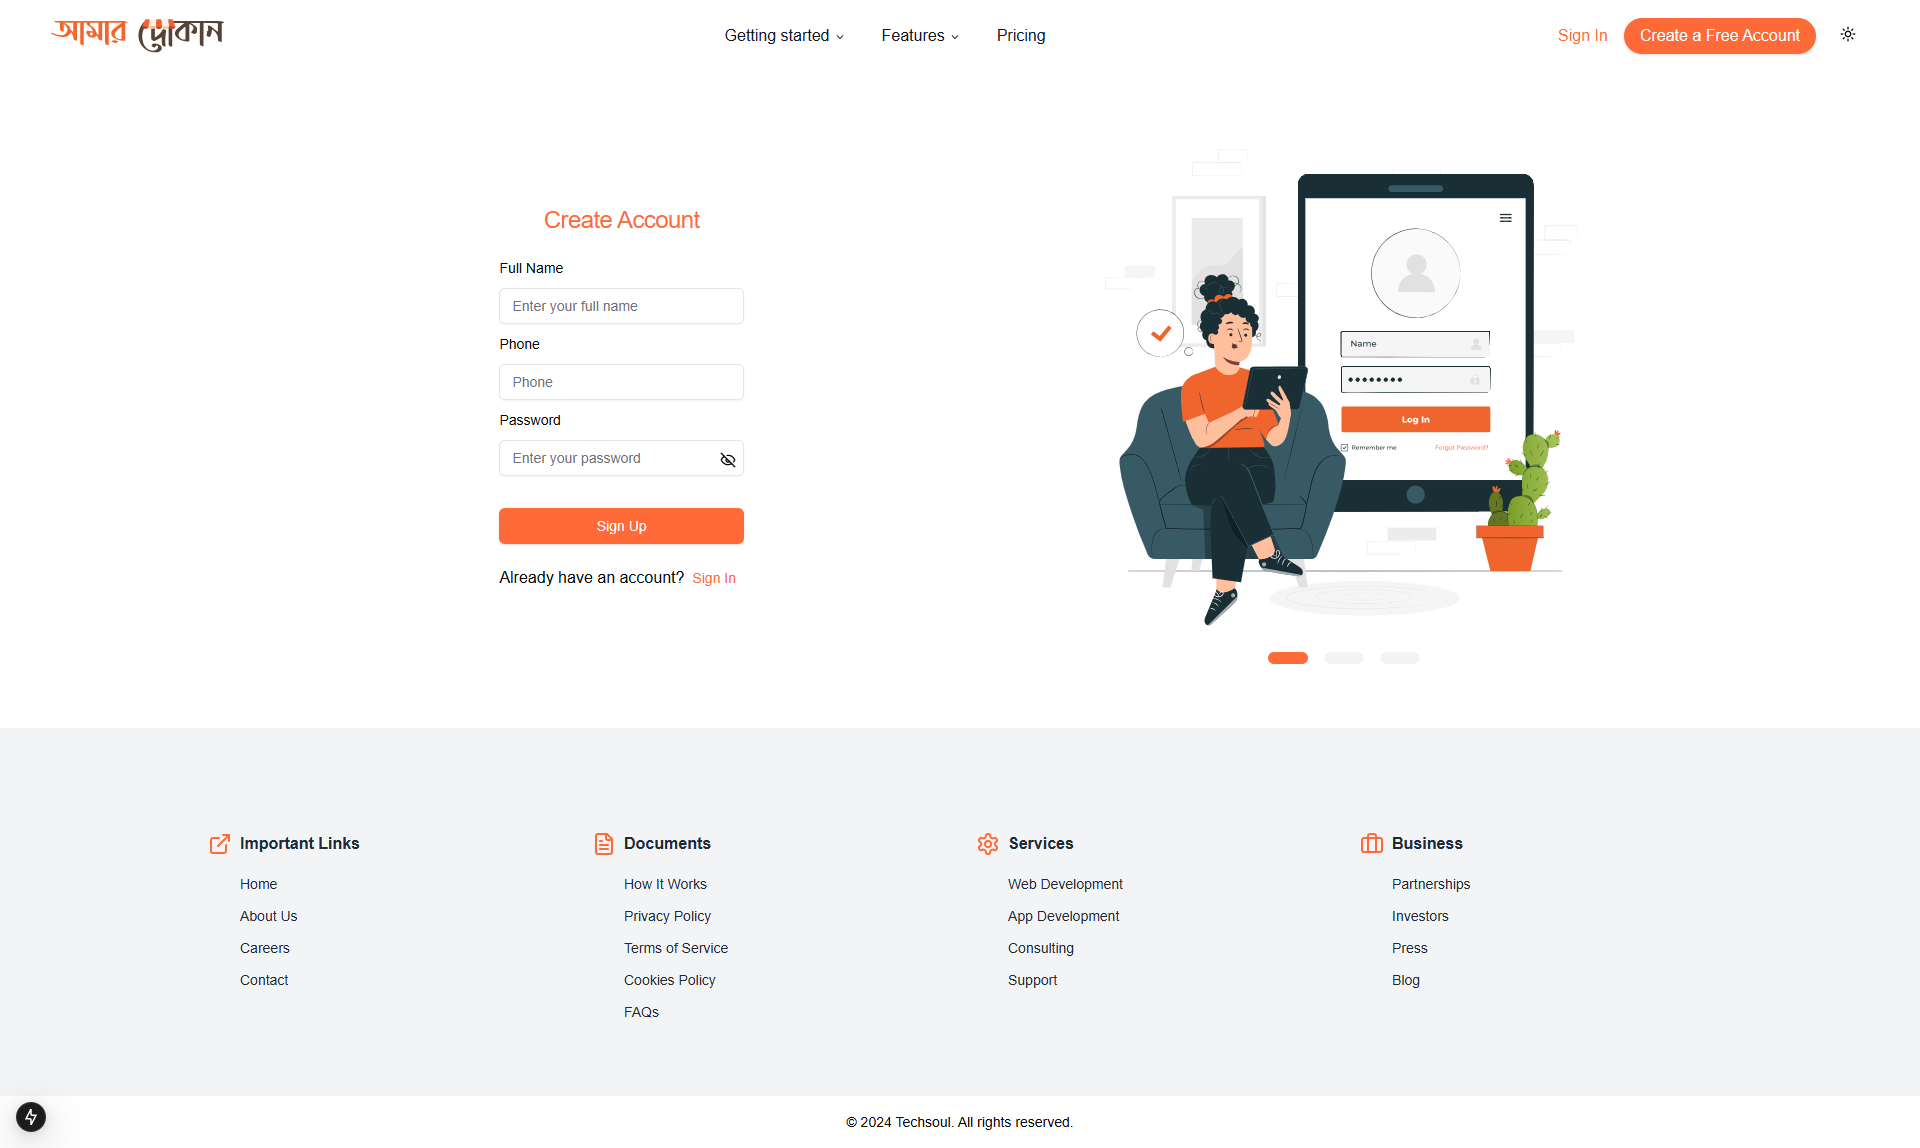 আমার দোকান
Getting started
Features
Pricing
Sign In
Create a Free Account
Create Account
Full Name
Enter your full name
Phone
Phone
Password
Enter your password
Sign Up
Already have an account? Sign In
Name
Log In
Remember me
Forgot Password?
Important Links
Home
About Us
Careers
Contact
Documents
How It Works
Privacy Policy
Terms of Service
Cookies Policy
FAQs
Services
Web Development
App Development
Consulting
Support
Business
Partnerships
Investors
Press
Blog
© 2024 Techsoul. All rights reserved.